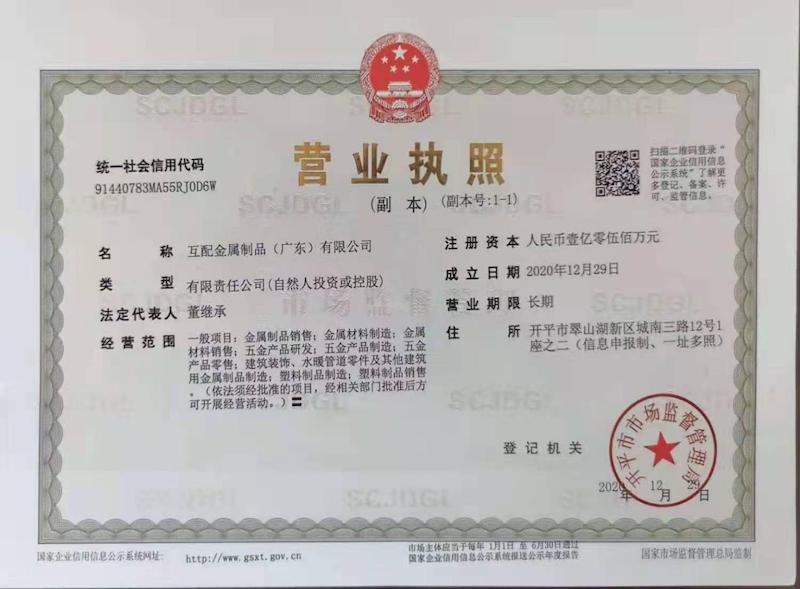 SCJDGL
统一社会信用代码
91440783MA55RJ0D6W
营业执照
(副 本) (副本号:1-1)
扫描二维码登录“
国家企业信用信息
公示系统”了解更
多登记、备案、许
可、监管信息。
名 称 互配金属制品（广东）有限公司
类 型 有限责任公司(自然人投资或控股)
法定代表人 董继承
经营范围 一般项目：金属制品销售；金属材料制造；金属
材料销售；五金产品研发；五金产品制造；五金
产品零售；建筑装饰、水暖管道零件及其他建筑
用金属制品制造；塑料制品制造；塑料制品销售
。（依法须经批准的项目，经相关部门批准后方
可开展经营活动。）〓
注册资本 人民币壹亿零伍佰万元
成立日期 2020年12月29日
营业期限 长期
住 所 开平市翠山湖新区城南三路12号1
座之二（信息申报制、一址多照）
市场监督管理
登记机关
开平市市场监督管理局
2020年 12月 29日
国家企业信用信息公示系统网址: http://www.gsxt.gov.cn
市场主体应当于每年 1月1日 至 6月30日通过
国家企业信用信息公示系统报送公示年度报告
国家市场监督管理总局监制